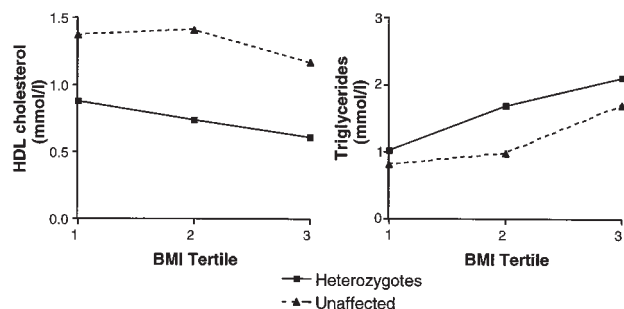 HDL cholesterol
(mmol/l)
1.5
1.0
0.5
0.0
1
2
3
BMI Tertile
Triglycerides
(mmol/l)
3
2
1
0
1
2
3
BMI Tertile
Heterozygotes
Unaffected